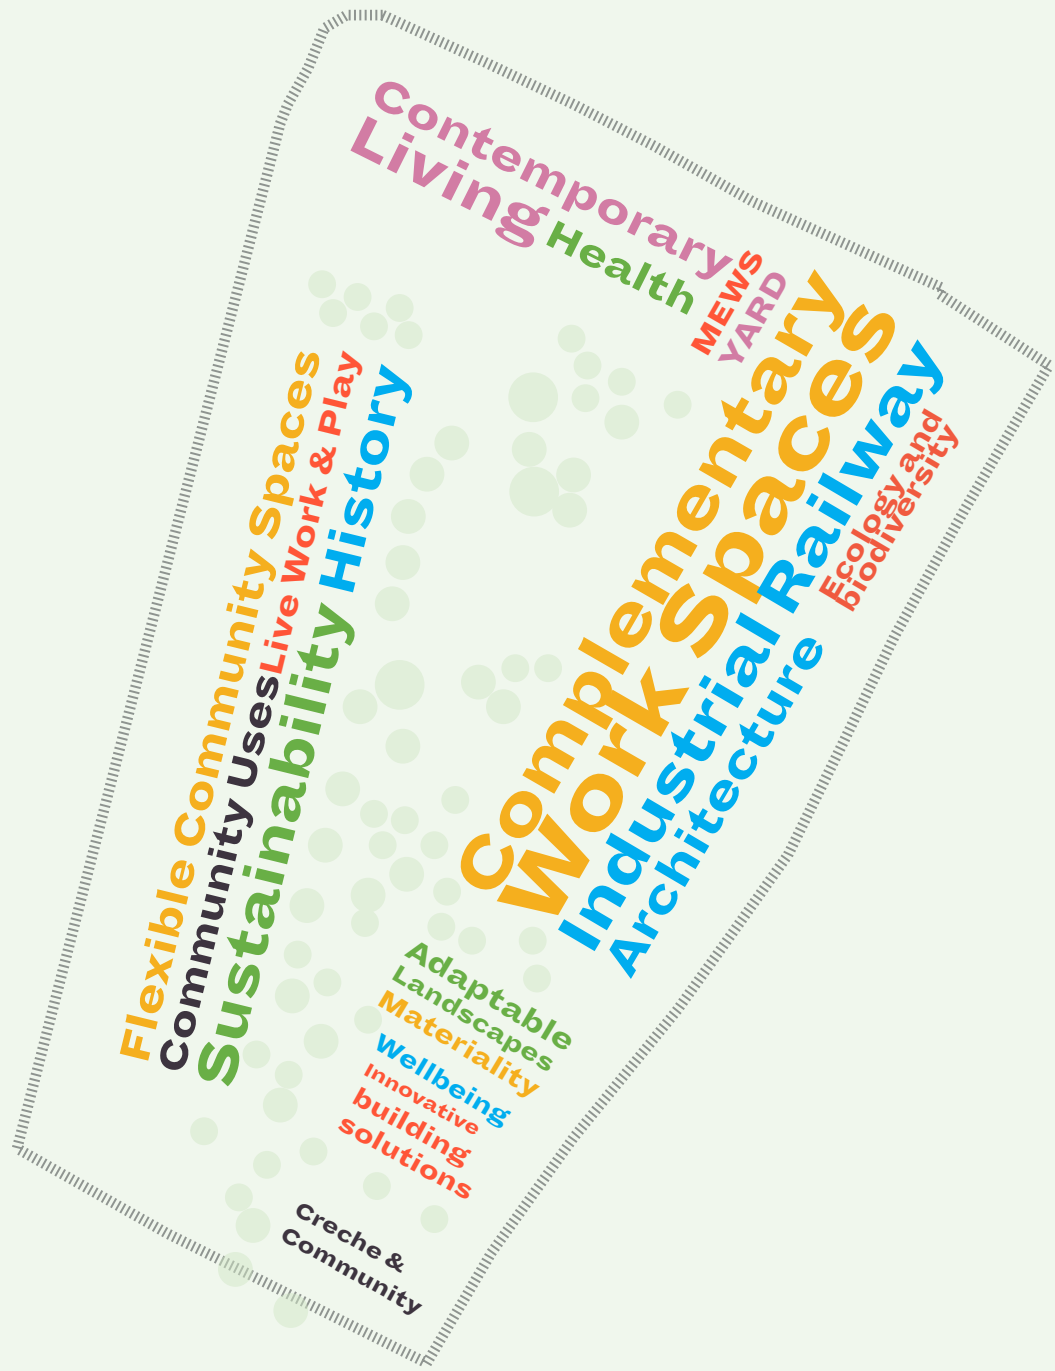 Contemporary
Living
Health
MEWS
YARD
Complementary
Work Spaces
Industrial Railway
Architecture
Ecology and
biodiversity
Flexible Community Spaces
Community Uses
Live Work & Play
Sustainability
History
Adaptable
Landscapes
Materiality
Wellbeing
Innovative
building
solutions
Creche &
Community